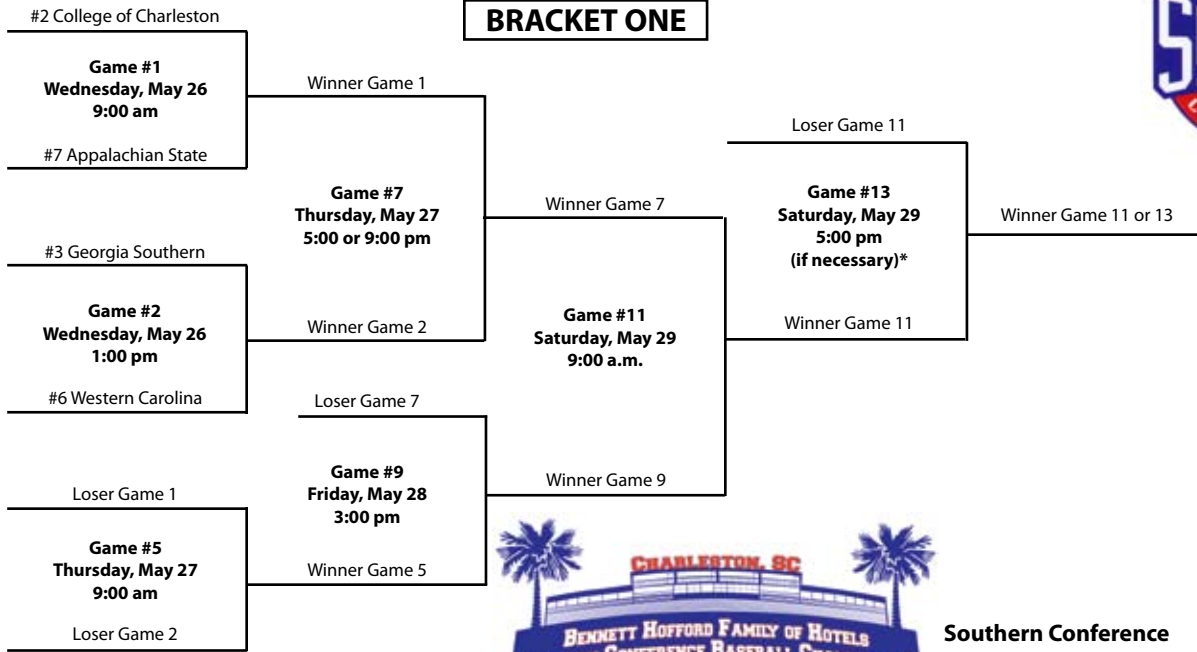 BRACKET ONE
#2 College of Charleston
Game #1
Wednesday, May 26
9:00 am
#7 Appalachian State
#3 Georgia Southern
Game #2
Wednesday, May 26
1:00 pm
#6 Western Carolina
Loser Game 1
Game #5
Thursday, May 27
9:00 am
Loser Game 2
Winner Game 1
Game #7
Thursday, May 27
5:00 or 9:00 pm
Winner Game 2
Loser Game 7
Game #9
Friday, May 28
3:00 pm
Winner Game 5
Winner Game 7
Game #11
Saturday, May 29
9:00 a.m.
Winner Game 9
Loser Game 11
Game #13
Saturday, May 29
5:00 pm
(if necessary)*
Winner Game 11
Winner Game 11 or 13
CHARLESTON, SC
BENNETT HOFFORD FAMILY OF HOTELS
CONFERENCE BASEBALL
Southern Conference